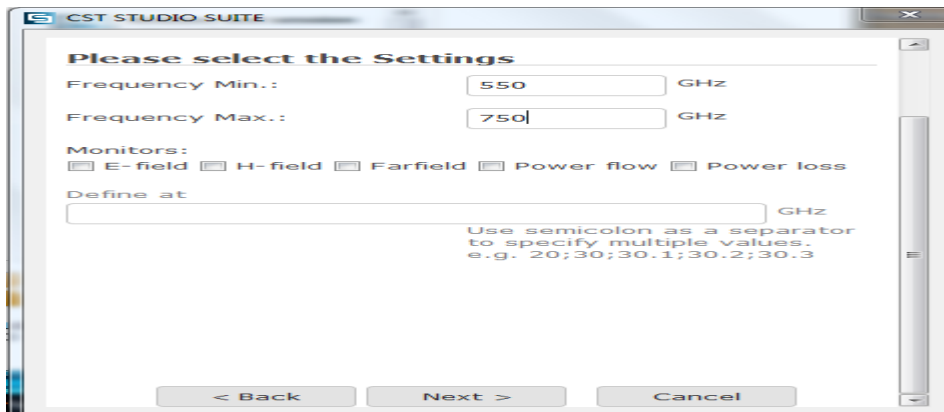 CST STUDIO SUITE
Please select the Settings
Frequency Min.: 550 GHz
Frequency Max.: 750 GHz
Monitors:
E-field H-field Farfield Power flow Power loss
Define at
GHz
Use semicolon as a separator
to specify multiple values.
e.g. 20;30;30.1;30.2;30.3
< Back Next > Cancel